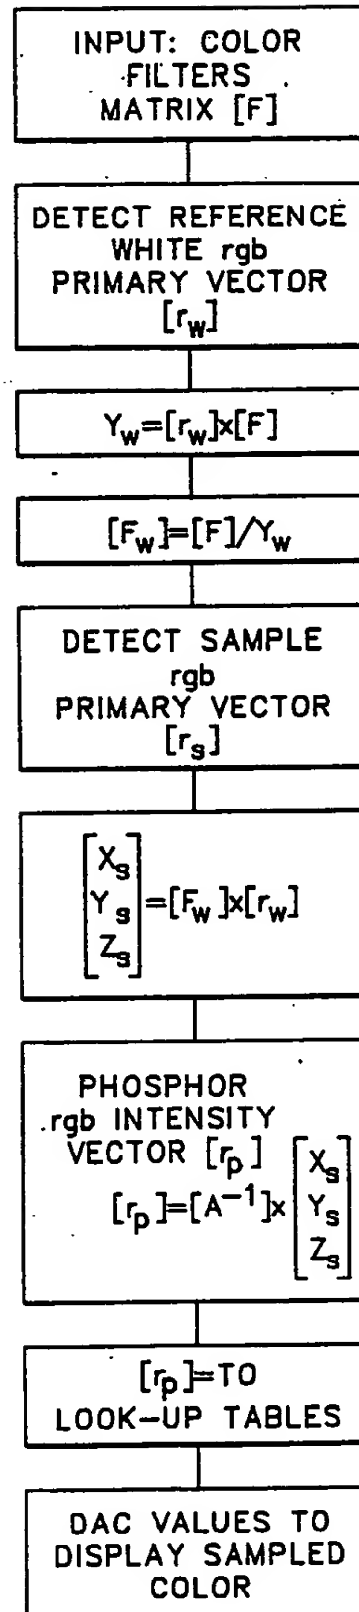 INPUT: COLOR
FILTERS
MATRIX [F]
DETECT REFERENCE
WHITE rgb
PRIMARY VECTOR
[r_w]
Y_w=[r_w]x[F]
[F_w]=[F]/Y_w
DETECT SAMPLE
rgb
PRIMARY VECTOR
[r_s]
X_s
Y_s=[F_w]x[r_w]
Z_s
PHOSPHOR
rgb INTENSITY
VECTOR [r_p]
X_s
[r_p]=[A^-1]x Y_s
Z_s
[r_p]=TO
LOOK-UP TABLES
DAC VALUES TO
DISPLAY SAMPLED
COLOR